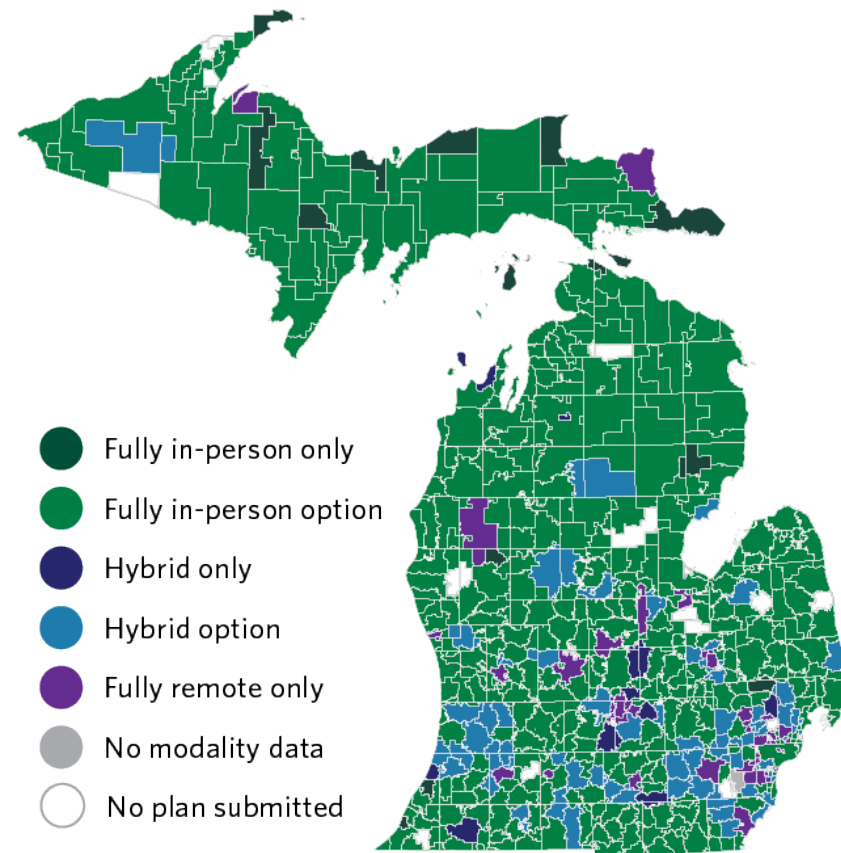 Fully in-person only
Fully in-person option
Hybrid only
Hybrid option
Fully remote only
No modality data
No plan submitted